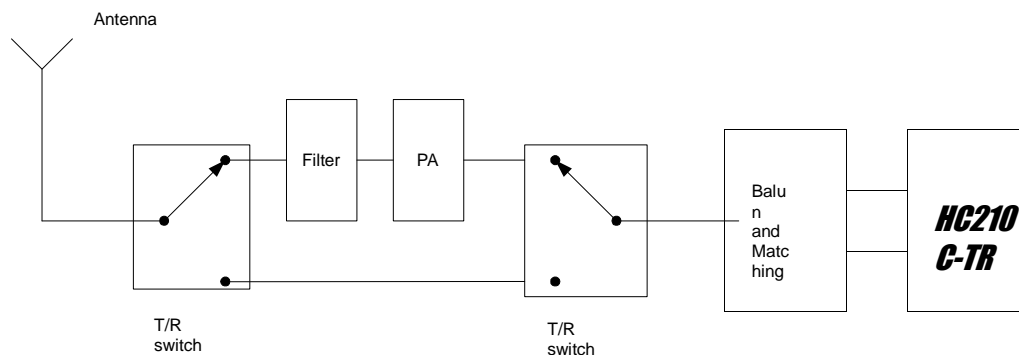 Antenna
Filter
PA
Balu
n
and
Matc
hing
HC210
C-TR
T/R
switch
T/R
switch